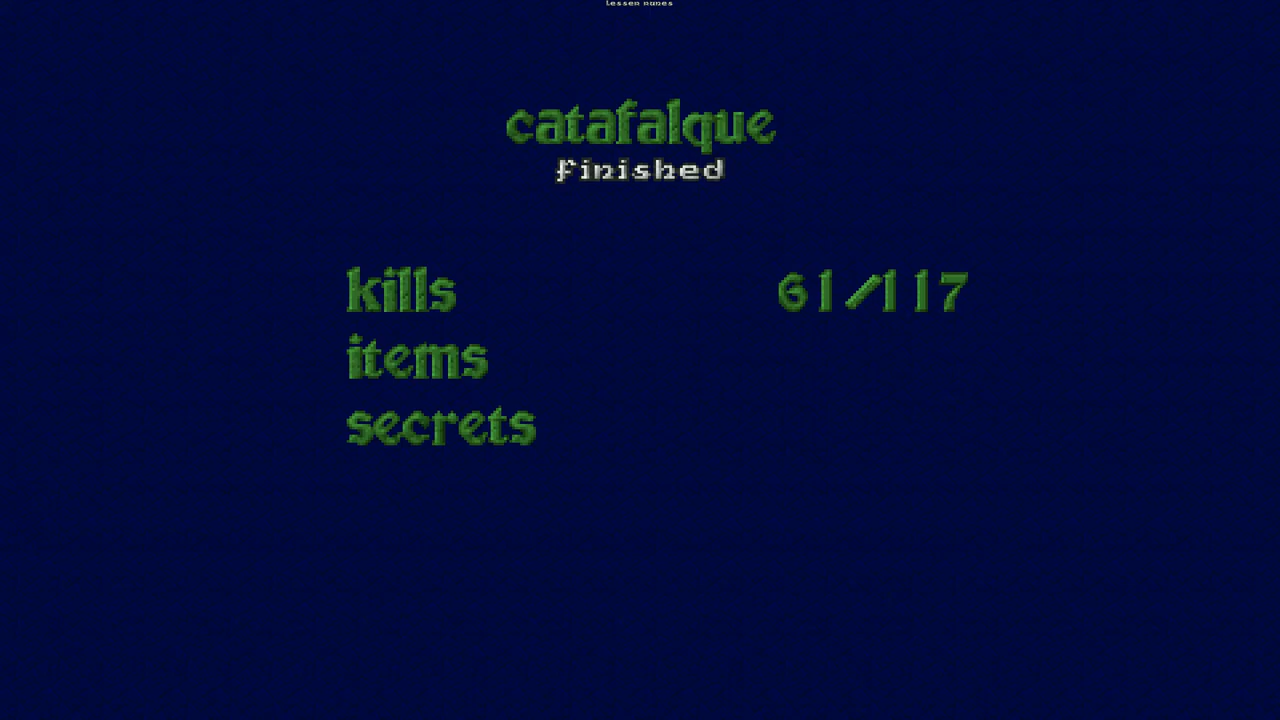 catafalque
finished
kills 61/117
items
secrets